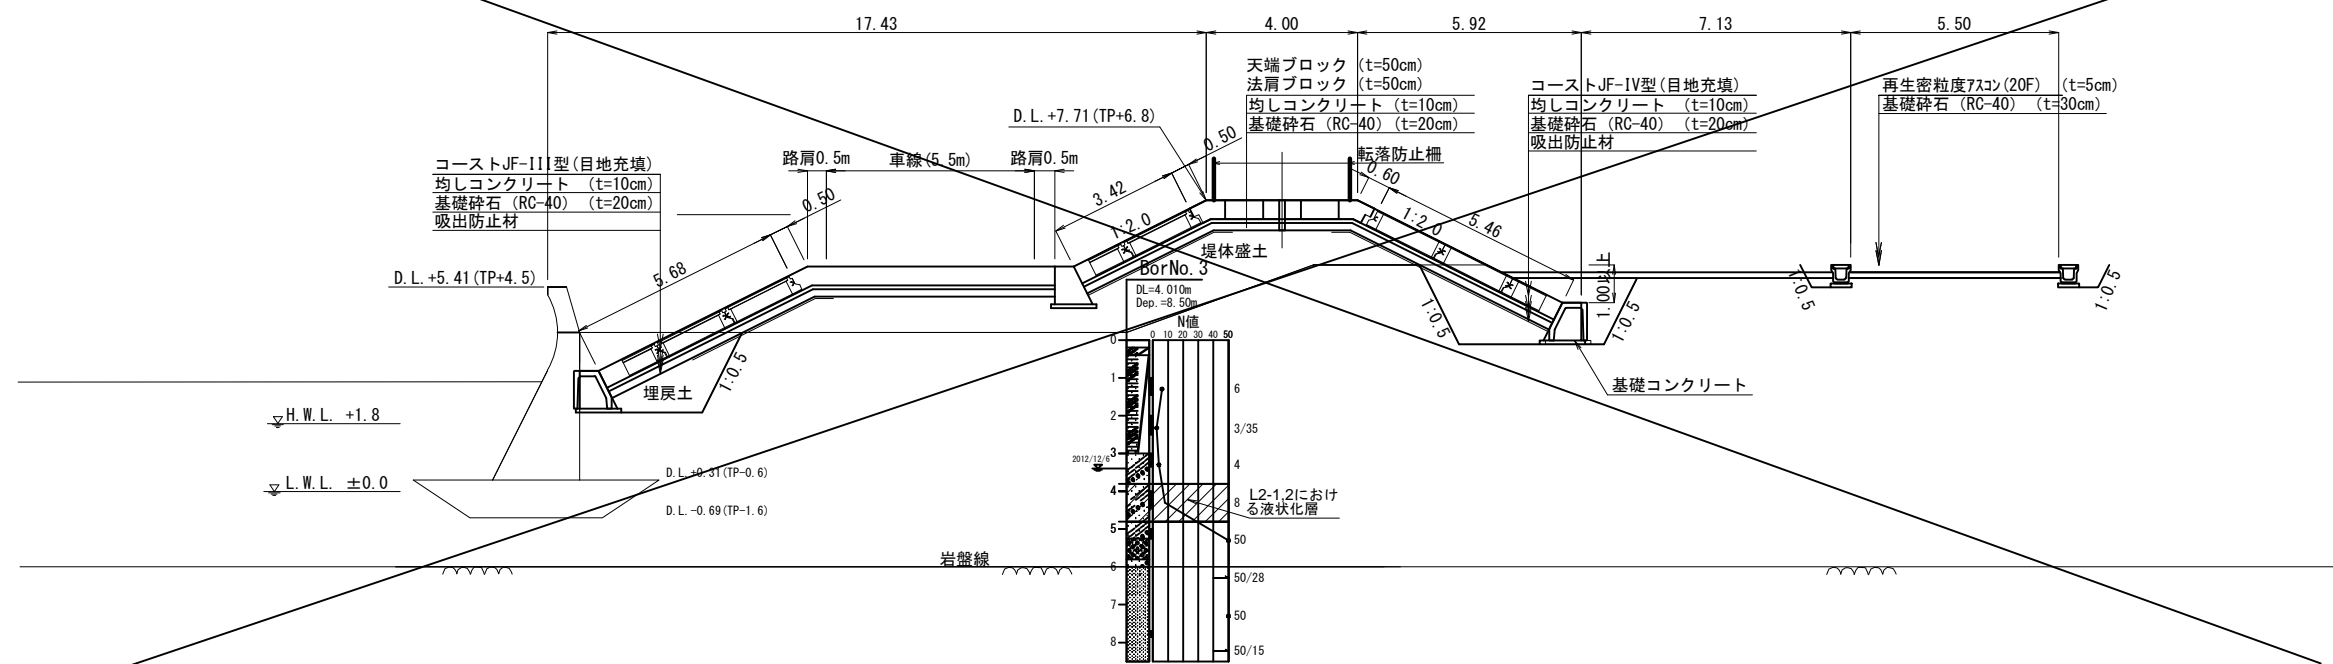 17.43
4.00
5.92
7.13
5.50
天端ブロック (t=50cm)
法肩ブロック (t=50cm)
均しコンクリート (t=10cm)
基礎砕石 (RC-40) (t=20cm)
コーストJF-IV型(目地充填)
均しコンクリート (t=10cm)
基礎砕石 (RC-40) (t=20cm)
吸出防止材
再生密粒度アスコン(20F) (t=5cm)
基礎砕石 (RC-40) (t=30cm)
D.L.+7.71(TP+6.8)
0.50
転落防止柵
0.60
路肩0.5m
車線(5.5m)
路肩0.5m
コーストJF-III型(目地充填)
均しコンクリート (t=10cm)
基礎砕石 (RC-40) (t=20cm)
吸出防止材
0.50
3.42
1:2.0
1:2.0
5.46
堤体盛土
5.68
D.L.+5.41(TP+4.5)
BorNo.3
DL=4.010m
Dep.=8.50m
N値
0 10 20 30 40 50
1.00以上
1:0.5
1:0.5
1:0.5
1:0.5
1:0.5
埋戻土
基礎コンクリート
H.W.L. +1.8
L.W.L. ±0.0
D.L.+0.31(TP-0.6)
D.L.-0.69(TP-1.6)
2012/12/6
0
1
2
3
4
5
6
7
8
6
3/35
4
8
50
50/28
50
50/15
L2-1,2におけ
る液状化層
岩盤線